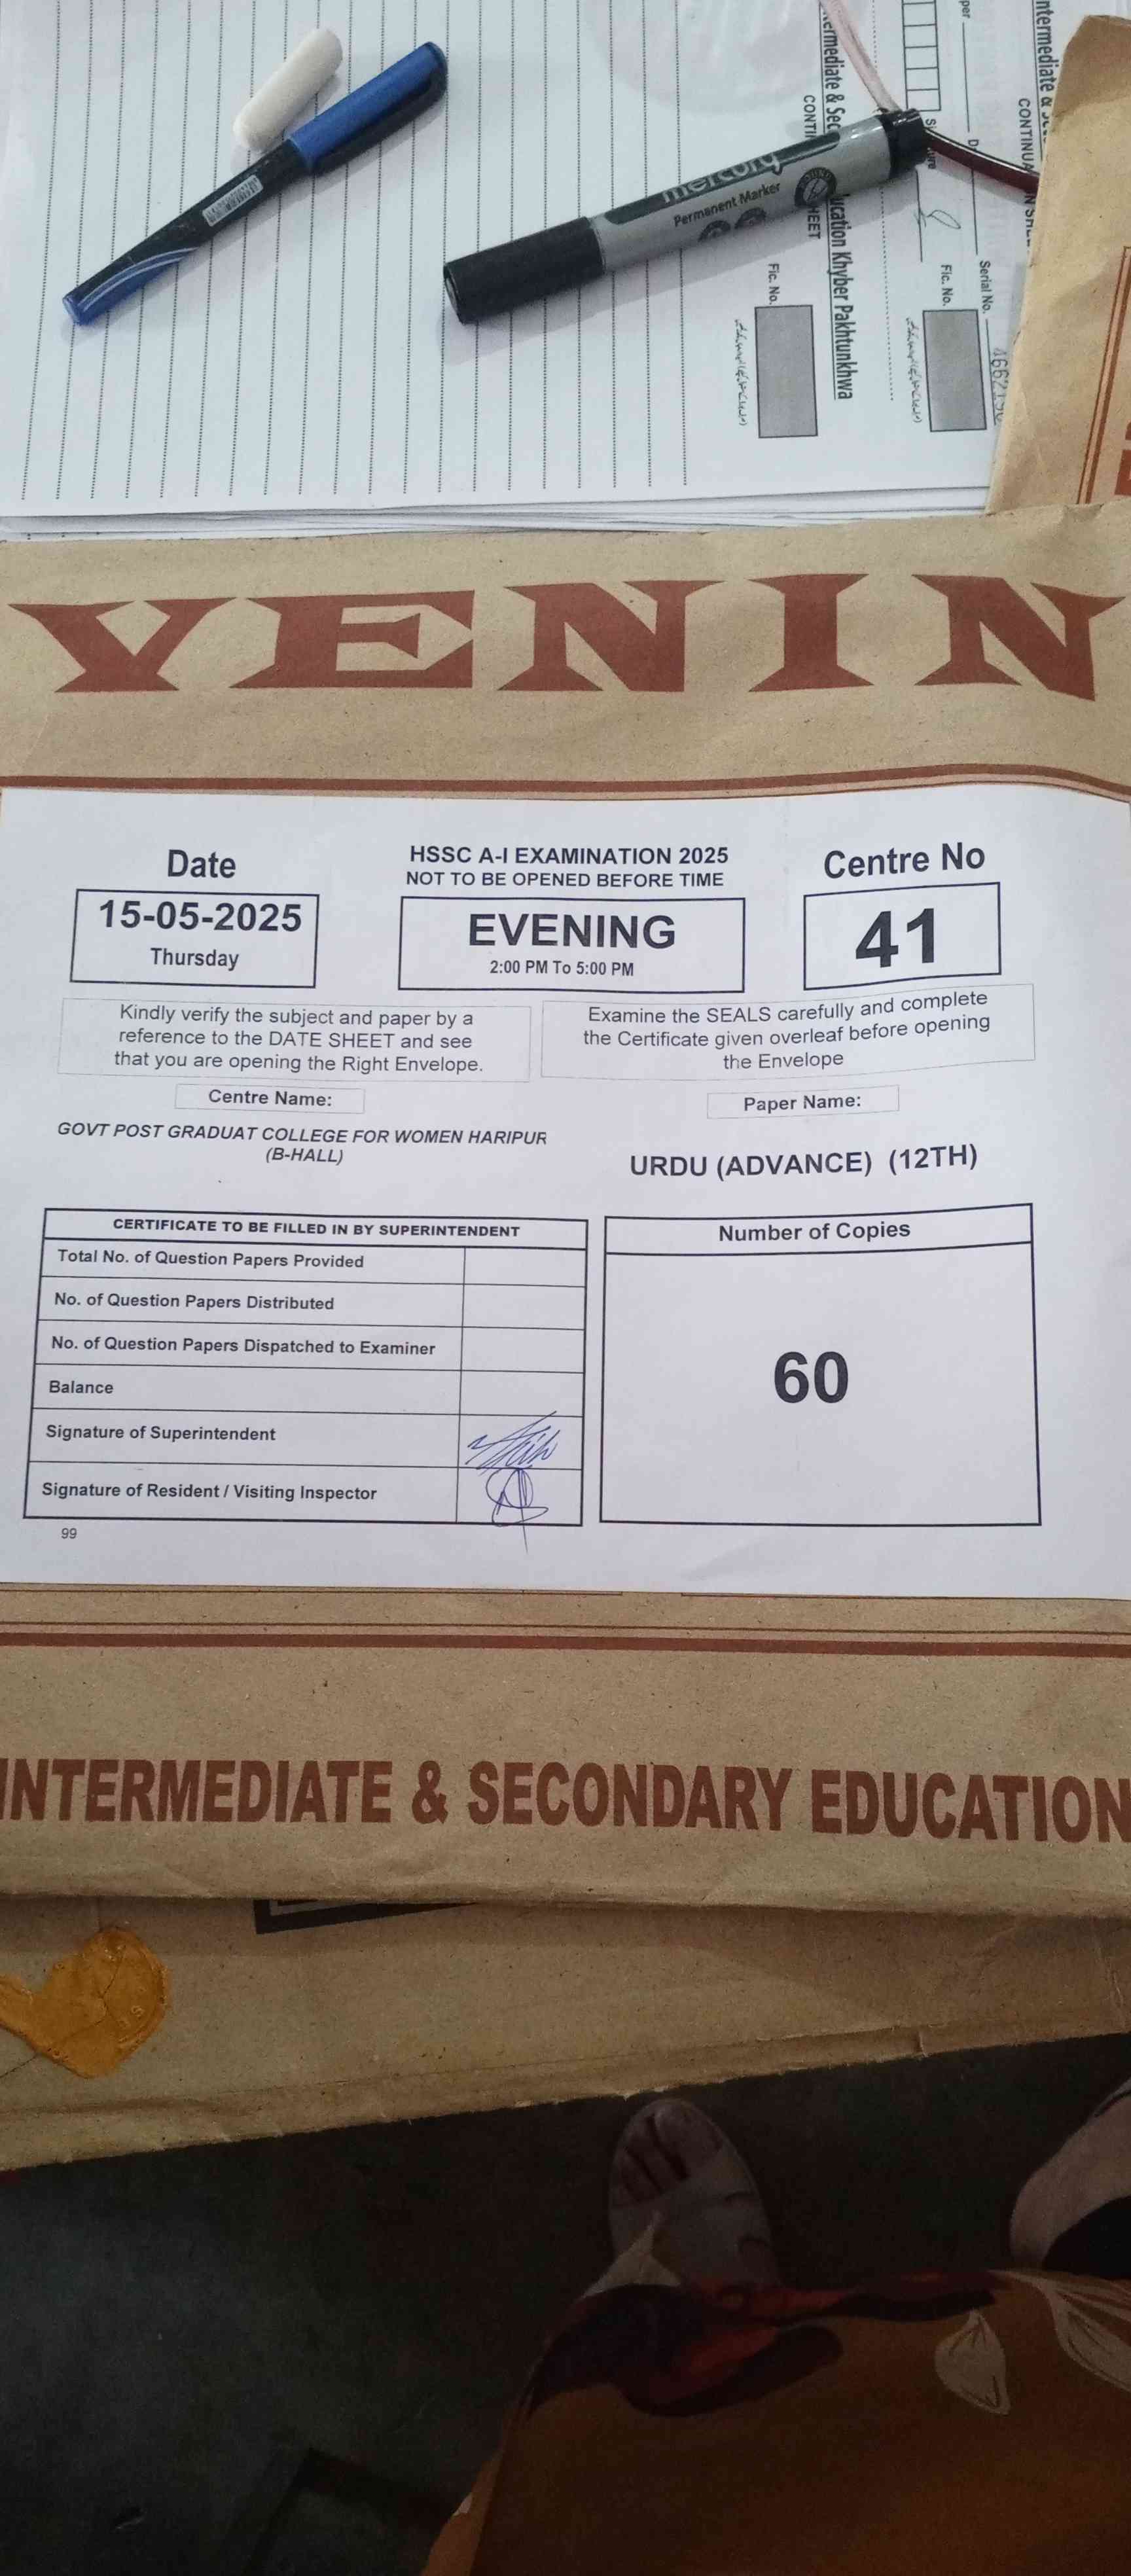 mercury
Permanent Marker
ntermediate & Sec
ucation Khyber Pakhtunkhwa
CONTI
HEET
Fic. No.
Fic. No.
Serial No.
ntermediate &
CONTINUA
VENIN
Date
15-05-2025
Thursday
HSSC A-I EXAMINATION 2025
NOT TO BE OPENED BEFORE TIME
EVENING
2:00 PM To 5:00 PM
Centre No
41
Kindly verify the subject and paper by a
reference to the DATE SHEET and see
that you are opening the Right Envelope.
Examine the SEALS carefully and complete
the Certificate given overleaf before opening
the Envelope
Centre Name:
GOVT POST GRADUAT COLLEGE FOR WOMEN HARIPUR
(B-HALL)
Paper Name:
URDU (ADVANCE) (12TH)
CERTIFICATE TO BE FILLED IN BY SUPERINTENDENT
Total No. of Question Papers Provided
No. of Question Papers Distributed
No. of Question Papers Dispatched to Examiner
Balance
Signature of Superintendent
Signature of Resident / Visiting Inspector
Number of Copies
60
99
INTERMEDIATE & SECONDARY EDUCATION